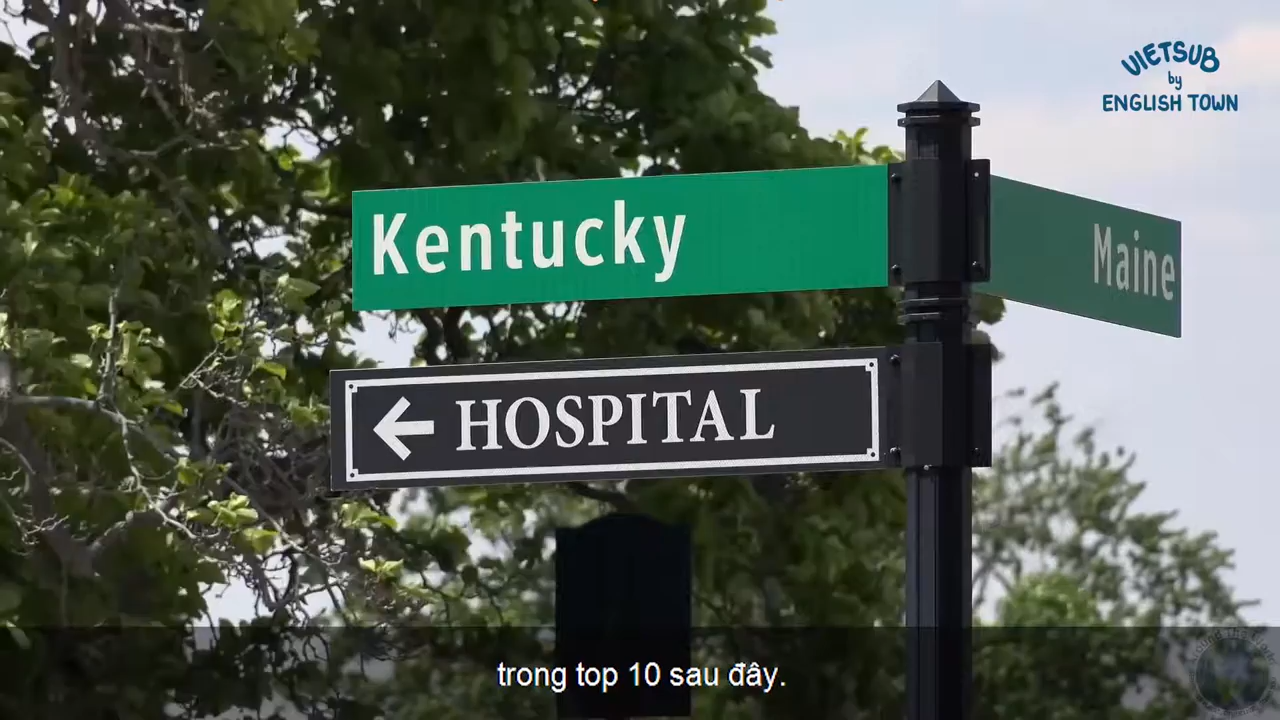 VIETSUB
by
ENGLISH TOWN
Kentucky
Maine
← HOSPITAL
trong top 10 sau đây.